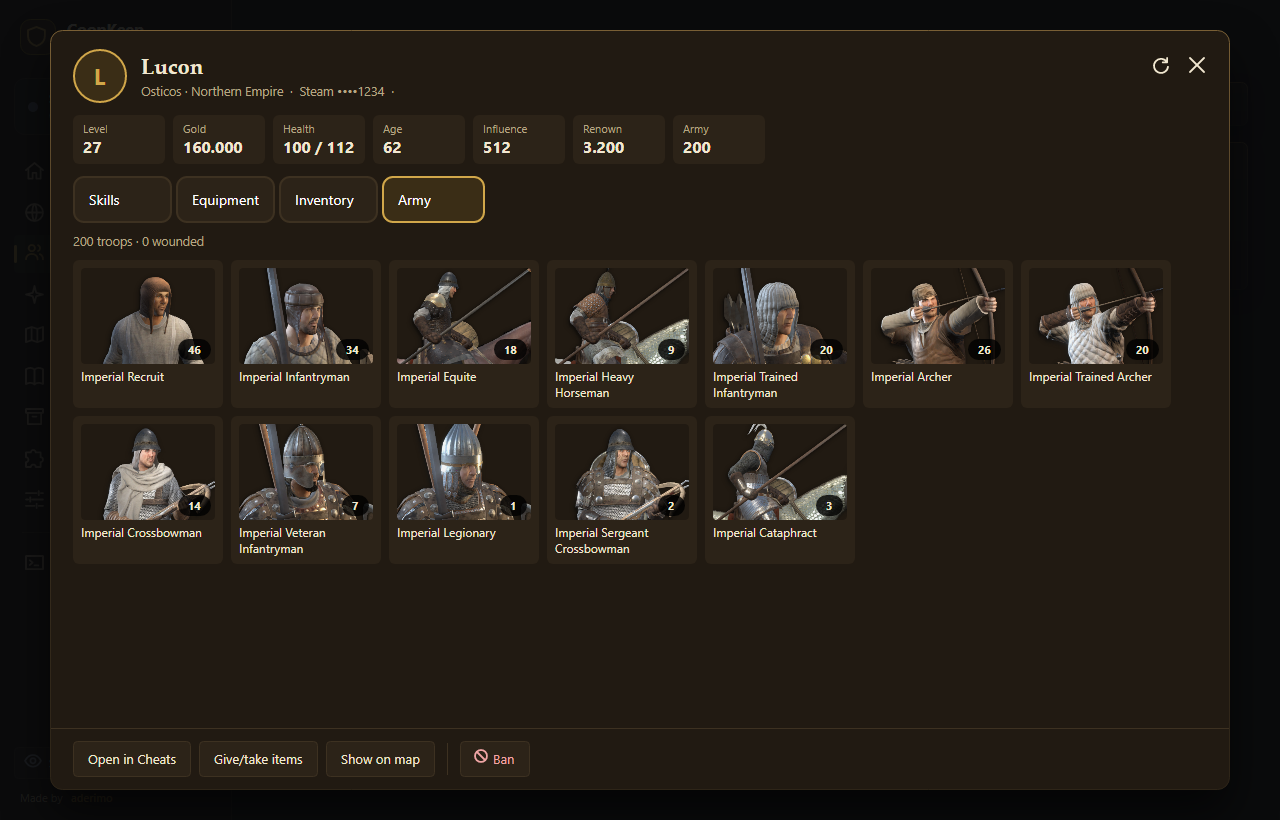 CoopKeep
L
Lucon
Osticos · Northern Empire · Steam ••••1234 ·
Level
27
Gold
160.000
Health
100 / 112
Age
62
Influence
512
Renown
3.200
Army
200
Skills
Equipment
Inventory
Army
200 troops · 0 wounded
46
Imperial Recruit
34
Imperial Infantryman
18
Imperial Equite
9
Imperial Heavy
Horseman
20
Imperial Trained
Infantryman
26
Imperial Archer
20
Imperial Trained Archer
14
Imperial Crossbowman
7
Imperial Veteran
Infantryman
1
Imperial Legionary
2
Imperial Sergeant
Crossbowman
3
Imperial Cataphract
Open in Cheats
Give/take items
Show on map
Ban
Made by